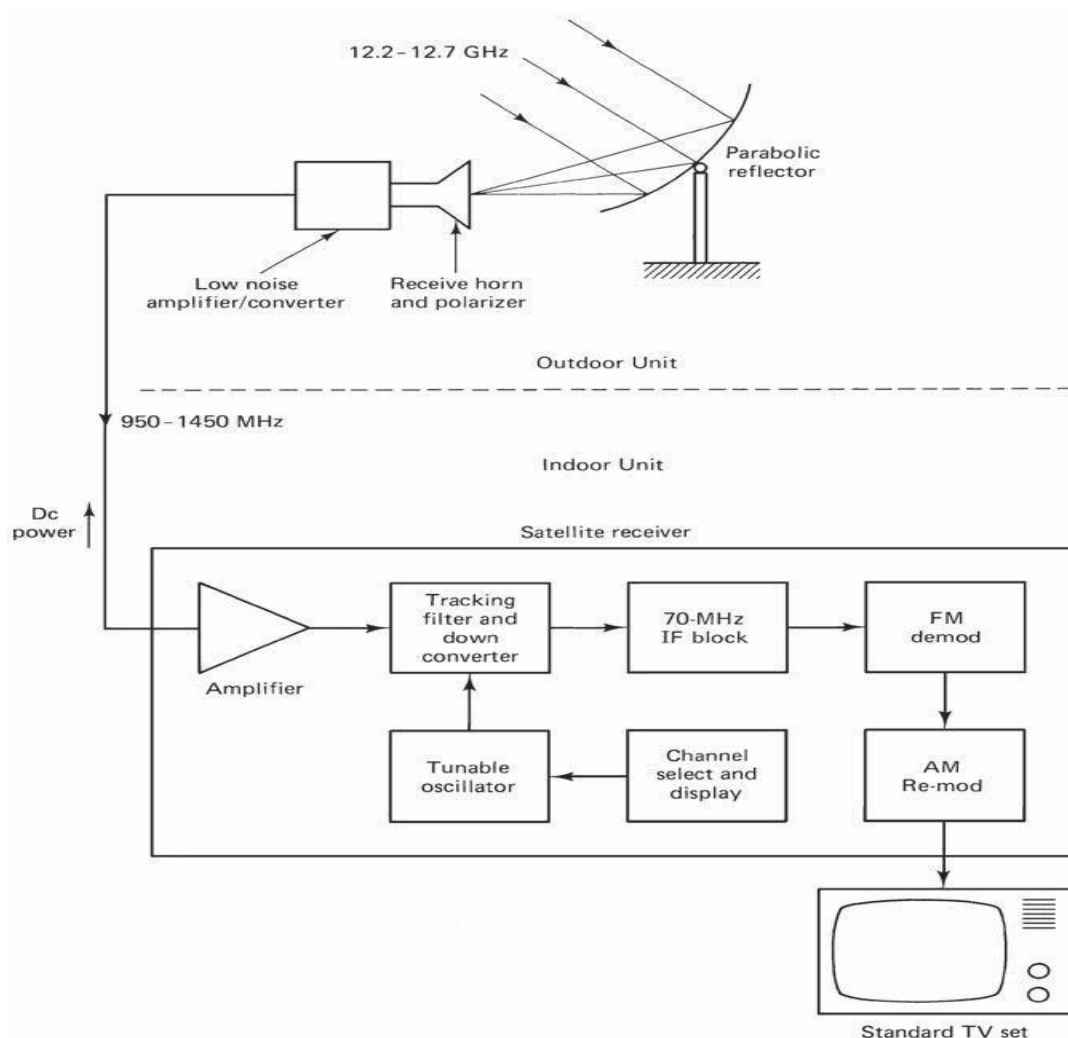 12.2 - 12.7 GHz
Parabolic
reflector
Low noise
amplifier/converter
Receive horn
and polarizer
Outdoor Unit
950 - 1450 MHz
Indoor Unit
Dc
power
Satellite receiver
Amplifier
Tracking
filter and
down
converter
70-MHz
IF block
FM
demod
Tunable
oscillator
Channel
select and
display
AM
Re-mod
Standard TV set